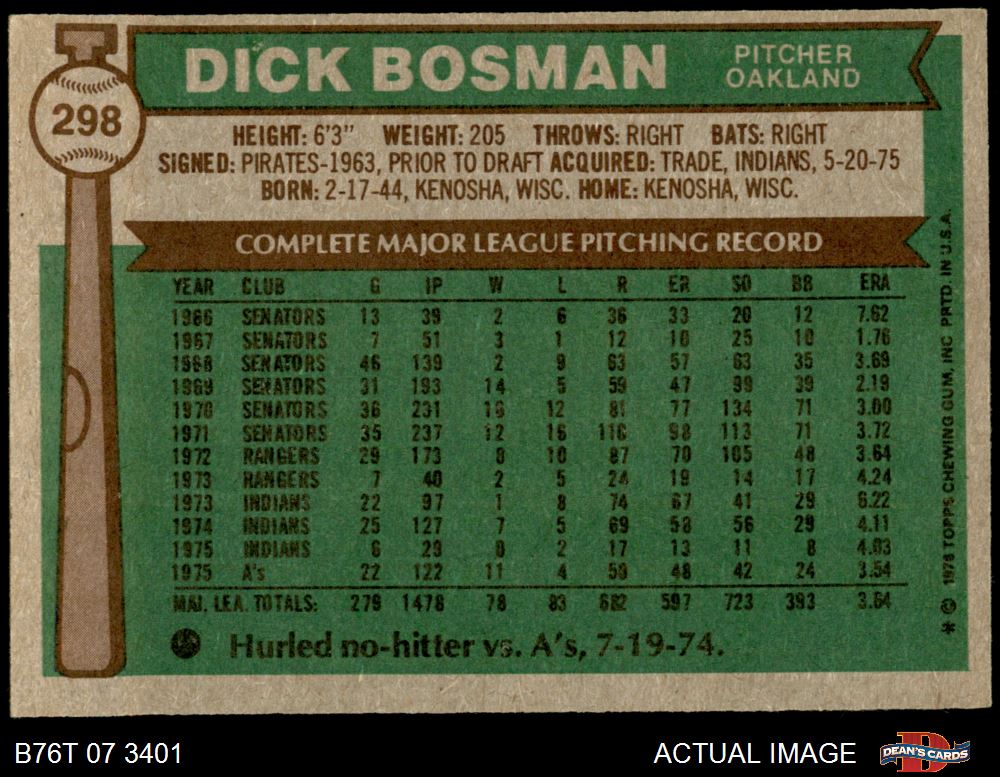 298
DICK BOSMAN
PITCHER
OAKLAND
HEIGHT: 6'3" WEIGHT: 205 THROWS: RIGHT BATS: RIGHT
SIGNED: PIRATES-1963, PRIOR TO DRAFT ACQUIRED: TRADE, INDIANS, 5-20-75
BORN: 2-17-44, KENOSHA, WISC. HOME: KENOSHA, WISC.
COMPLETE MAJOR LEAGUE PITCHING RECORD
YEAR CLUB G IP W L R ER SO BB ERA
1966 SENATORS 13 39 2 6 36 33 20 12 7.62
1967 SENATORS 7 51 3 1 12 10 25 10 1.76
1968 SENATORS 46 139 2 9 63 57 63 35 3.69
1969 SENATORS 31 193 14 5 59 47 99 39 2.19
1970 SENATORS 36 231 16 12 81 77 134 71 3.00
1971 SENATORS 35 237 12 16 110 98 113 71 3.72
1972 RANGERS 29 173 8 10 87 70 105 48 3.64
1973 RANGERS 7 40 2 5 24 19 14 17 4.24
1973 INDIANS 22 97 1 8 74 67 41 29 6.22
1974 INDIANS 25 127 7 5 69 58 56 29 4.11
1975 INDIANS 6 29 0 2 17 13 11 8 4.03
1975 A's 22 122 11 4 50 48 42 24 3.54
MAJ. LEA. TOTALS: 279 1478 78 83 682 597 723 393 3.64
Hurled no-hitter vs. A's, 7-19-74.
* © 1976 TOPPS CHEWING GUM, INC PRTD. IN U.S.A.
B76T 07 3401
ACTUAL IMAGE
D
DEAN'S CARDS